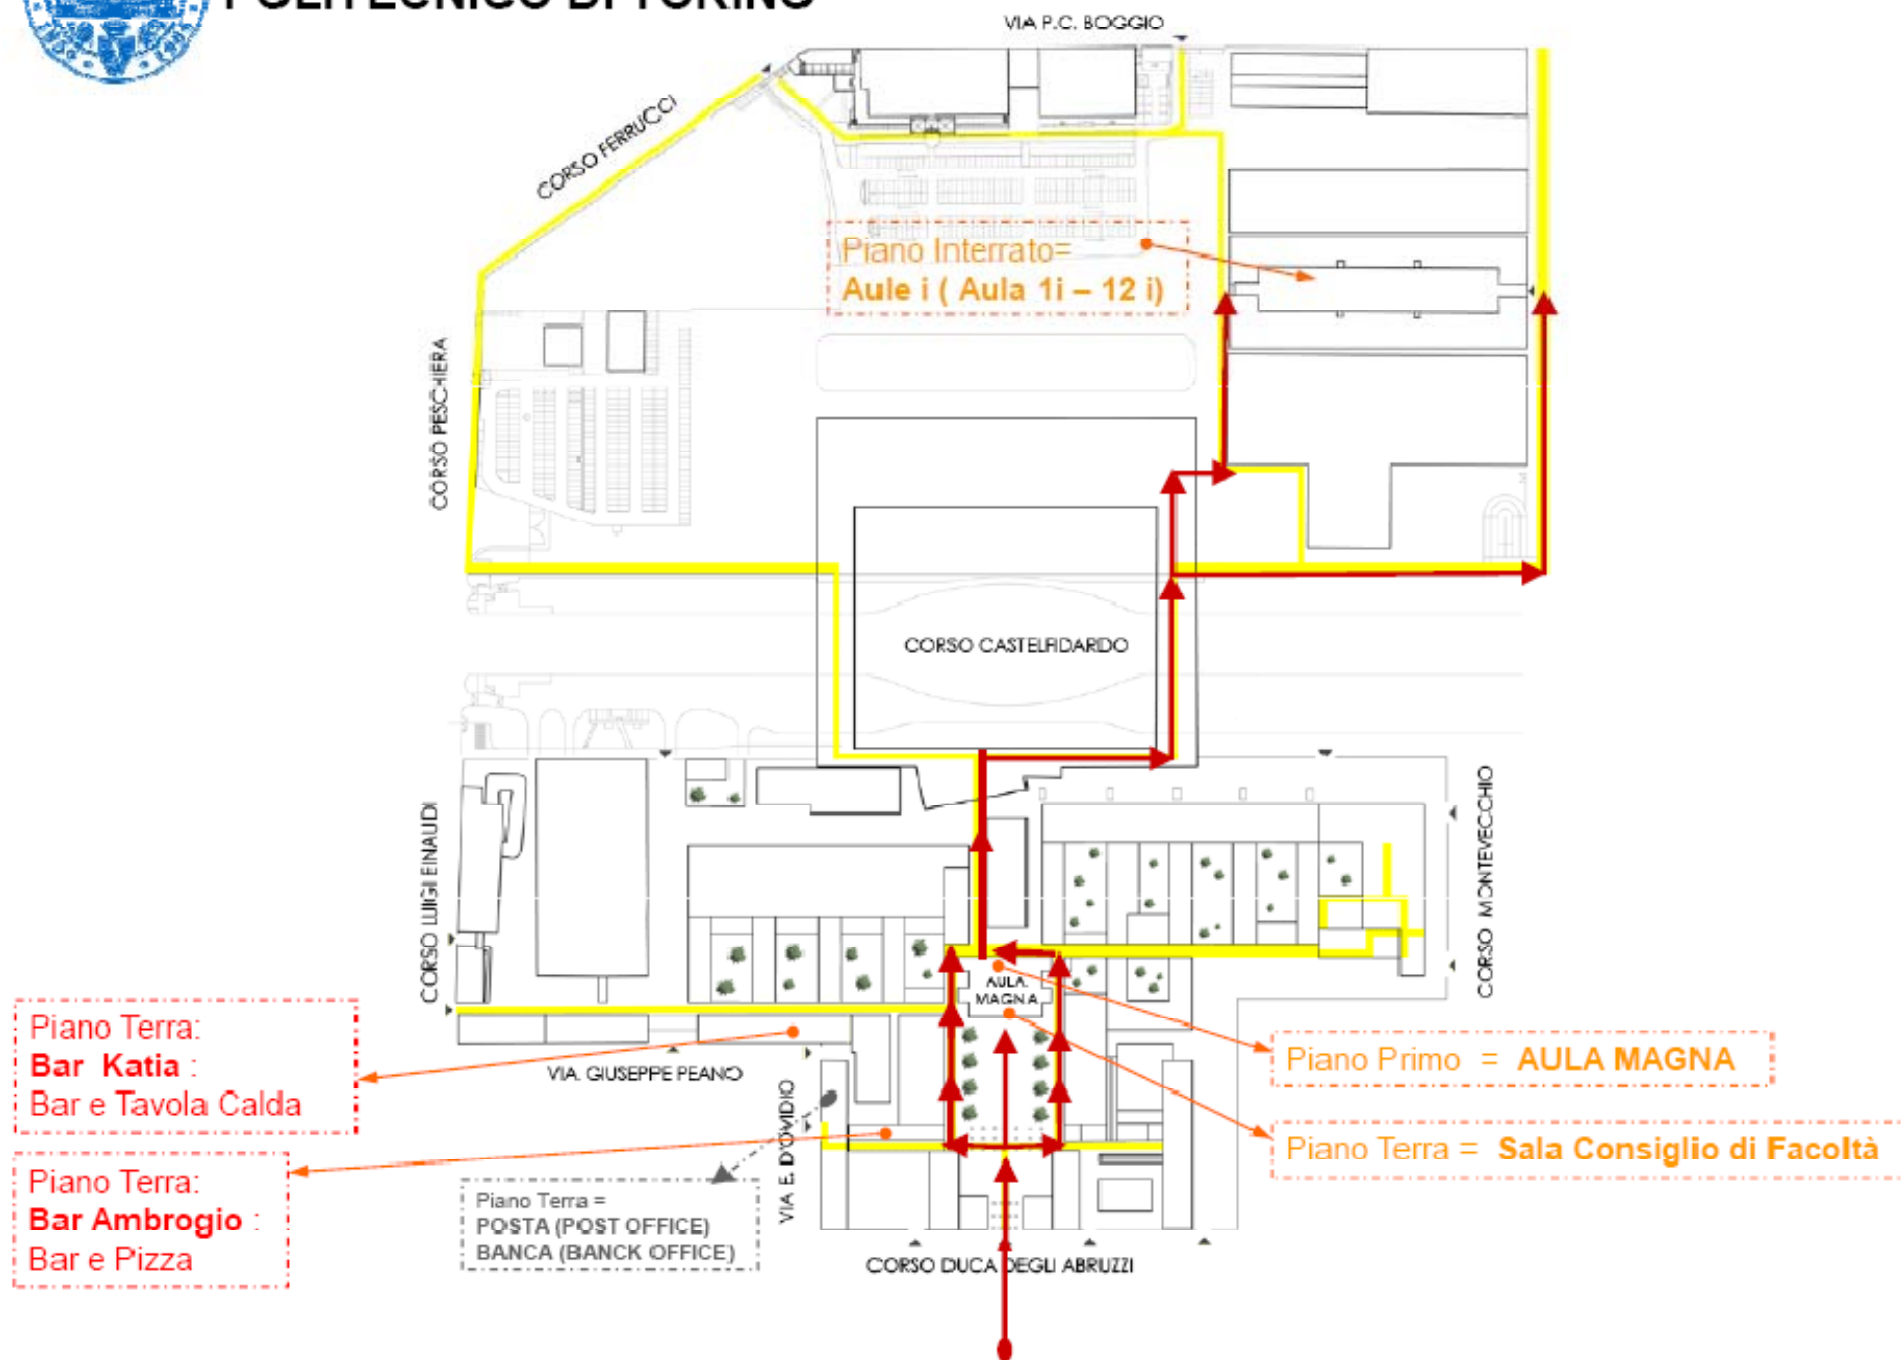 POLITECNICO DI TORINO
VIA P.C. BOGGIO
CORSO FERRUCCI
Piano Interrato=
Aule i ( Aula 1i – 12 i)
CORSO PESCHIERA
CORSO CASTELFIDARDO
CORSO LUIGI EINAUDI
CORSO MONTEVECCHIO
AULA
MAGNA
Piano Terra:
Bar Katia :
Bar e Tavola Calda
VIA. GIUSEPPE PEANO
Piano Primo = AULA MAGNA
VIA E. D'OVIDIO
Piano Terra = Sala Consiglio di Facoltà
Piano Terra:
Bar Ambrogio :
Bar e Pizza
Piano Terra =
POSTA (POST OFFICE)
BANCA (BANCK OFFICE)
CORSO DUCA DEGLI ABRUZZI